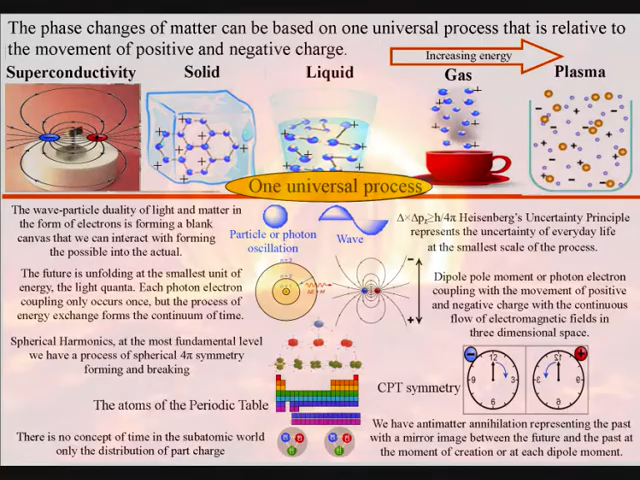 The phase changes of matter can be based on one universal process that is relative to
the movement of positive and negative charge.
Increasing energy
Superconductivity
Solid
Liquid
Gas
Plasma
One universal process
The wave-particle duality of light and matter in
the form of electrons is forming a blank
canvas that we can interact with forming
the possible into the actual.
Particle or photon
oscillation
Wave
Δ×Δpₓ≥h/4π Heisenberg's Uncertainty Principle
represents the uncertainty of everyday life
at the smallest scale of the process.
The future is unfolding at the smallest unit of
energy, the light quanta. Each photon electron
coupling only occurs once, but the process of
energy exchange forms the continuum of time.
Dipole pole moment or photon electron
coupling with the movement of positive
and negative charge with the continuous
flow of electromagnetic fields in
three dimensional space.
Spherical Harmonics, at the most fundamental level
we have a process of spherical 4π symmetry
forming and breaking
CPT symmetry
12
3
6
9
12
3
6
9
The atoms of the Periodic Table
We have antimatter annihilation representing the past
with a mirror image between the future and the past at
the moment of creation or at each dipole moment.
There is no concept of time in the subatomic world
only the distribution of part charge